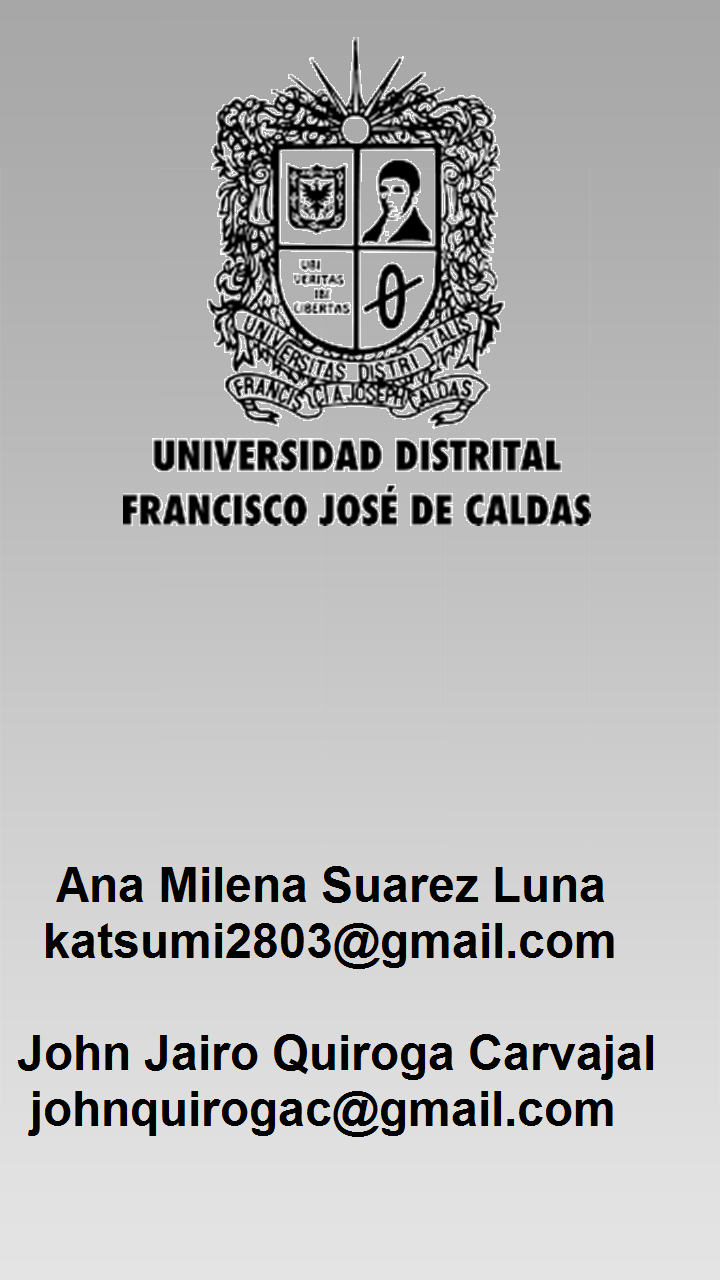 UBI
VERITAS
IBI
LIBERTAS
UNIVERSITAS DISTRITALIS
FRANCISCI A JOSEPH CALDAS
UNIVERSIDAD DISTRITAL
FRANCISCO JOSÉ DE CALDAS
Ana Milena Suarez Luna
katsumi2803@gmail.com
John Jairo Quiroga Carvajal
johnquirogac@gmail.com